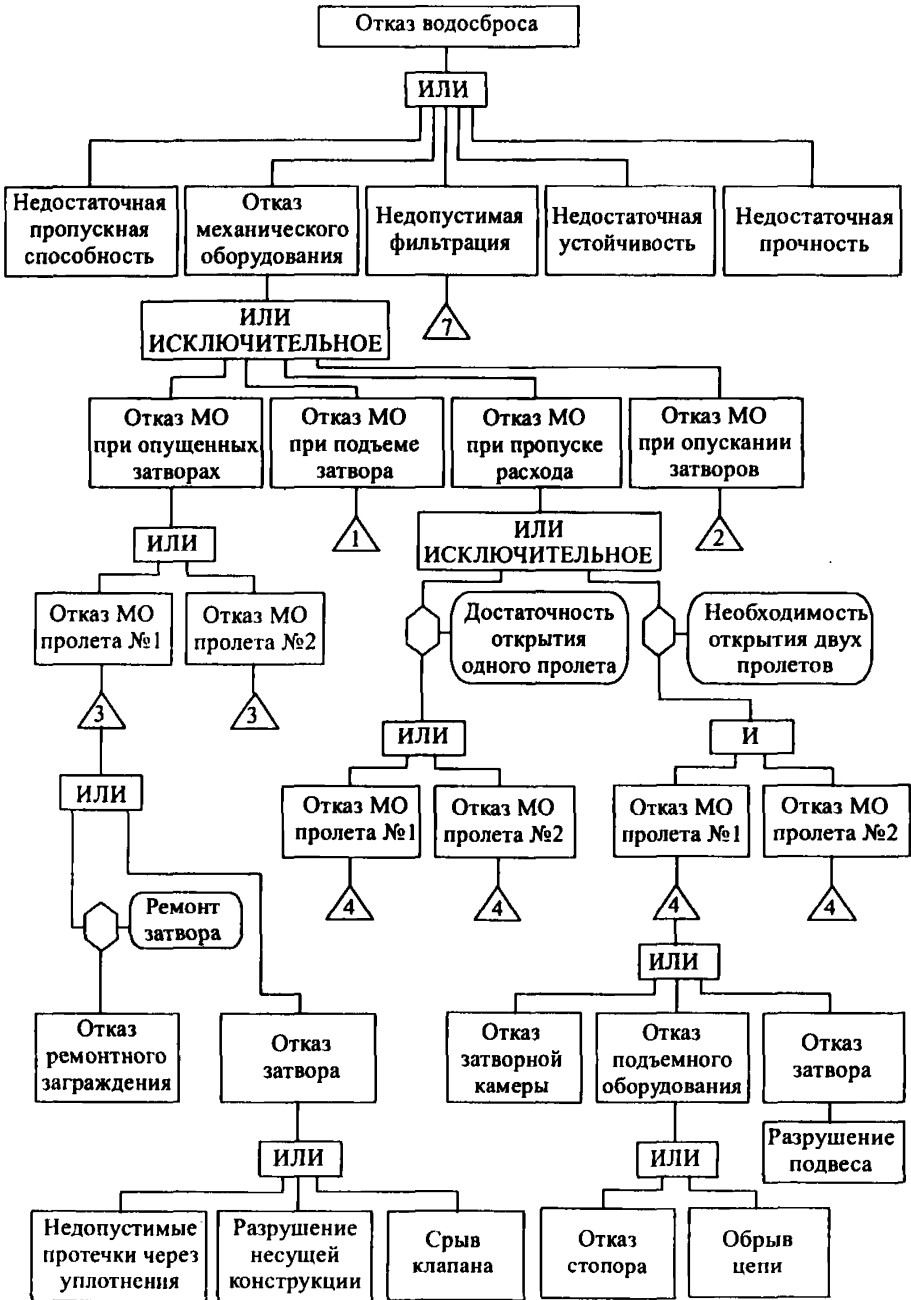 Отказ водосброса
ИЛИ
Недостаточная
пропускная
способность
Отказ
механического
оборудования
Недопустимая
фильтрация
Недостаточная
устойчивость
Недостаточная
прочность
7
ИЛИ
ИСКЛЮЧИТЕЛЬНОЕ
Отказ МО
при опущенных
затворах
Отказ МО
при подъеме
затвора
Отказ МО
при пропуске
расхода
Отказ МО
при опускании
затворов
1
2
ИЛИ
ИЛИ
ИСКЛЮЧИТЕЛЬНОЕ
Отказ МО
пролета №1
Отказ МО
пролета №2
Достаточность
открытия
одного пролета
Необходимость
открытия двух
пролетов
3
3
ИЛИ
И
ИЛИ
Отказ МО
пролета №1
Отказ МО
пролета №2
Отказ МО
пролета №1
Отказ МО
пролета №2
4
4
4
4
Ремонт
затвора
ИЛИ
Отказ
ремонтного
заграждения
Отказ
затвора
Отказ
затворной
камеры
Отказ
подъемного
оборудования
Отказ
затвора
Разрушение
подвеса
ИЛИ
ИЛИ
Недопустимые
протечки через
уплотнения
Разрушение
несущей
конструкции
Срыв
клапана
Отказ
стопора
Обрыв
цепи